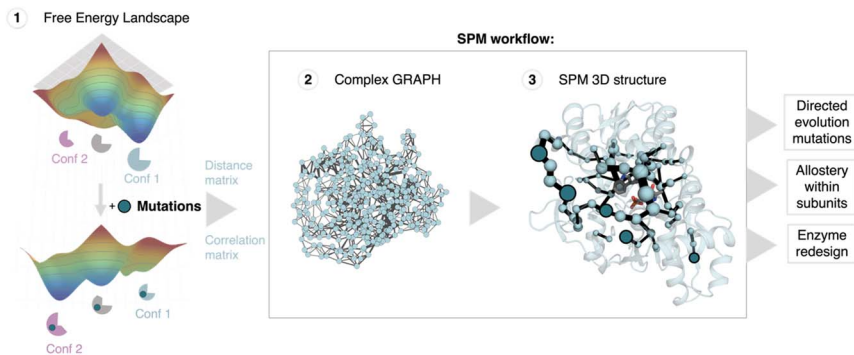 1 Free Energy Landscape
Conf 2
Conf 1
+ Mutations
Conf 1
Conf 2
Distance
matrix
Correlation
matrix
SPM workflow:
2 Complex GRAPH
3 SPM 3D structure
Directed
evolution
mutations
Allostery
within
subunits
Enzyme
redesign